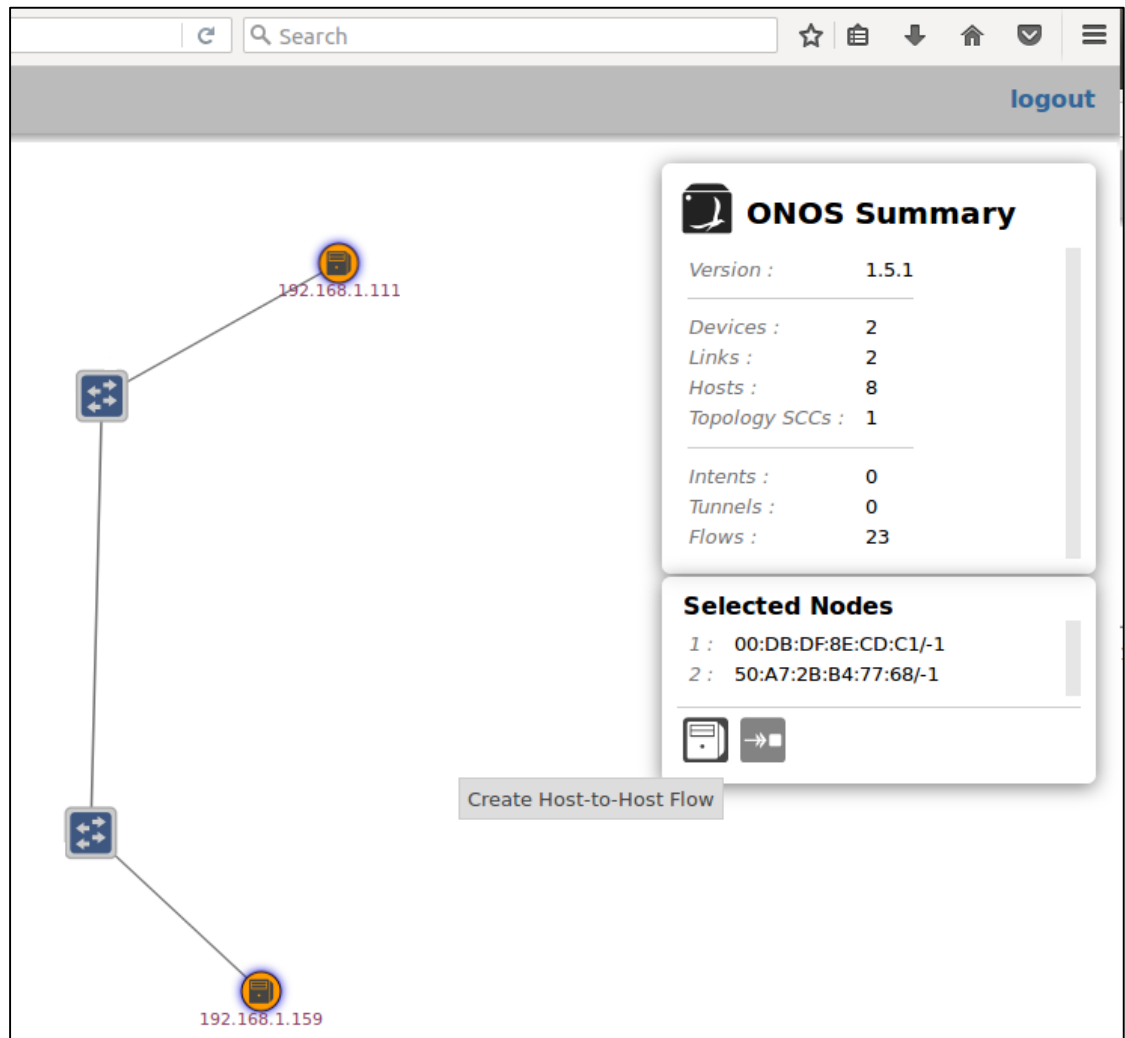 Search
logout
ONOS Summary
Version : 1.5.1
Devices : 2
Links : 2
Hosts : 8
Topology SCCs : 1
Intents : 0
Tunnels : 0
Flows : 23
Selected Nodes
1 : 00:DB:DF:8E:CD:C1/-1
2 : 50:A7:2B:B4:77:68/-1
Create Host-to-Host Flow
192.168.1.111
192.168.1.159